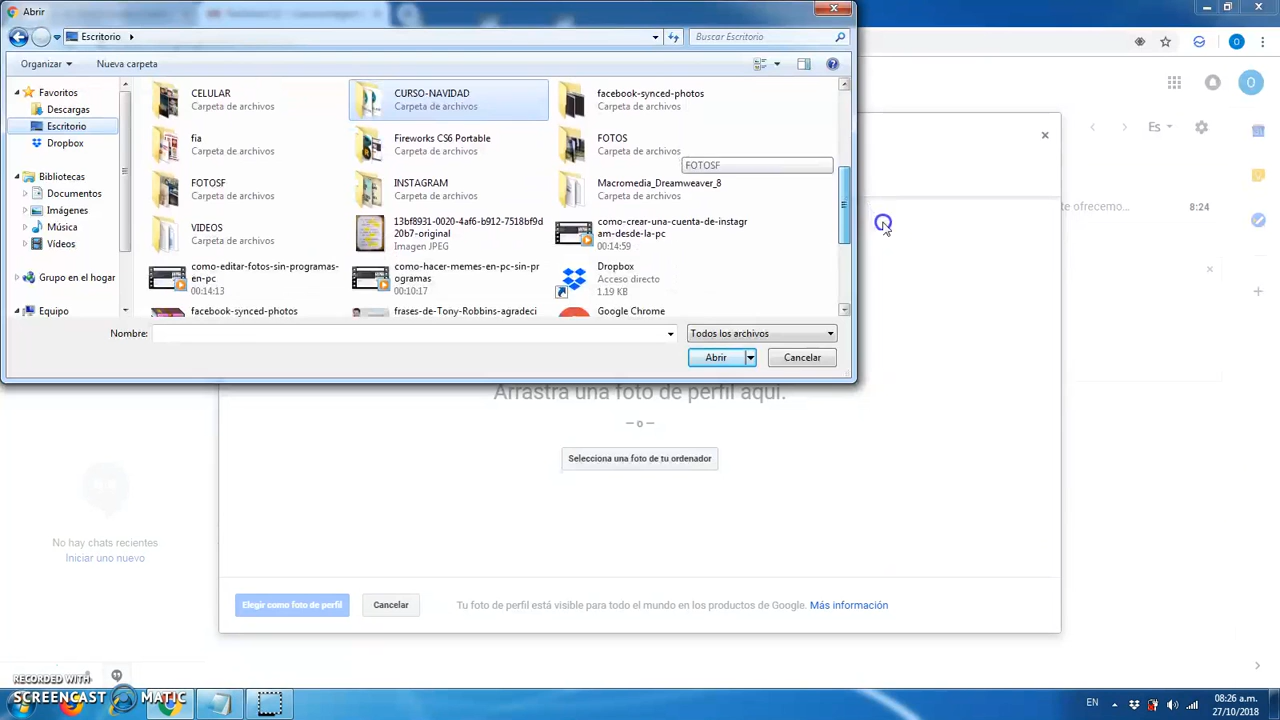 Abrir
Escritorio
Buscar Escritorio
Organizar
Nueva carpeta
Favoritos
Descargas
Escritorio
Dropbox
Bibliotecas
Documentos
Imágenes
Música
Vídeos
Grupo en el hogar
Equipo
CELULAR
Carpeta de archivos
CURSO-NAVIDAD
Carpeta de archivos
facebook-synced-photos
Carpeta de archivos
fia
Carpeta de archivos
Fireworks CS6 Portable
Carpeta de archivos
FOTOS
Carpeta de archivos
FOTOSF
FOTOSF
Carpeta de archivos
INSTAGRAM
Carpeta de archivos
Macromedia_Dreamweaver_8
Carpeta de archivos
VIDEOS
Carpeta de archivos
13bf8931-0020-4af6-b912-7518bf9d
20b7-original
Imagen JPEG
como-crear-una-cuenta-de-instagr
am-desde-la-pc
00:14:59
como-editar-fotos-sin-programas-
en-pc
00:14:13
como-hacer-memes-en-pc-sin-pr
ogramas
00:10:17
Dropbox
Acceso directo
1.19 KB
facebook-synced-photos
frases-de-Tony-Robbins-agradeci
Google Chrome
Nombre:
Todos los archivos
Abrir
Cancelar
O
O
Es
te ofrecemo...
8:24
Arrastra una foto de perfil aquí.
— o —
Selecciona una foto de tu ordenador
No hay chats recientes
Iniciar uno nuevo
Elegir como foto de perfil
Cancelar
Tu foto de perfil está visible para todo el mundo en los productos de Google. Más información
RECORDED WITH
SCREENCAST MATIC
EN
08:26 a.m.
27/10/2018